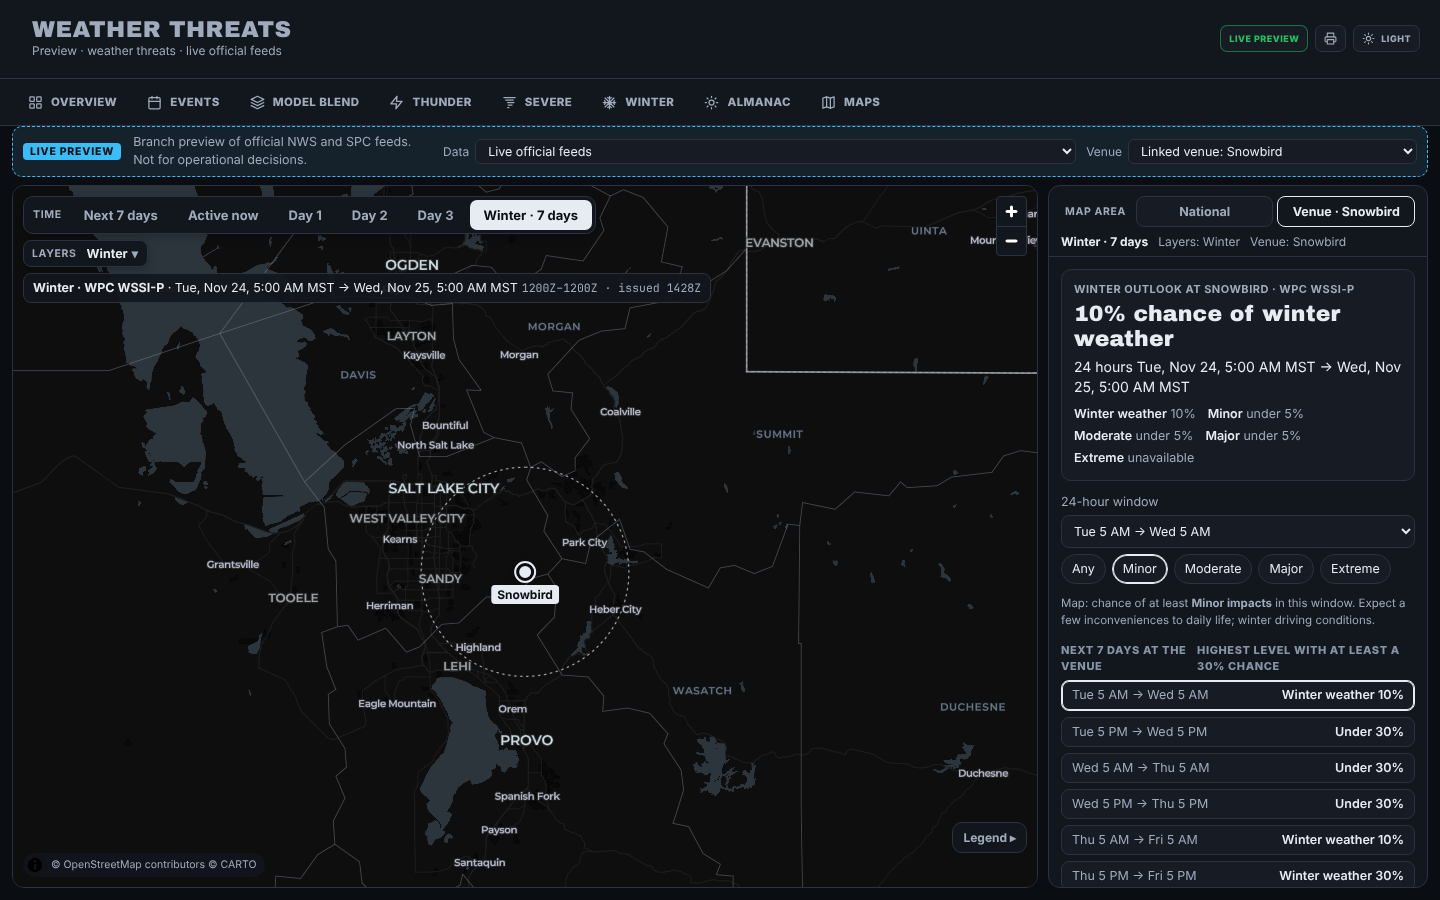 WEATHER THREATS
Preview · weather threats · live official feeds
LIVE PREVIEW
LIGHT
OVERVIEW
EVENTS
MODEL BLEND
THUNDER
SEVERE
WINTER
ALMANAC
MAPS
LIVE PREVIEW
Branch preview of official NWS and SPC feeds.
Not for operational decisions.
Data
Live official feeds
Venue
Linked venue: Snowbird
TIME
Next 7 days
Active now
Day 1
Day 2
Day 3
Winter · 7 days
LAYERS
Winter ▾
Winter · WPC WSSI-P · Tue, Nov 24, 5:00 AM MST → Wed, Nov 25, 5:00 AM MST 1200Z–1200Z · issued 1428Z
+
−
EVANSTON
UINTA
OGDEN
MORGAN
LAYTON
Kaysville
Morgan
DAVIS
Coalville
Bountiful
North Salt Lake
SUMMIT
SALT LAKE CITY
WEST VALLEY CITY
Kearns
Park City
Grantsville
SANDY
Snowbird
TOOELE
Herriman
Heber City
Highland
LEHI
WASATCH
Eagle Mountain
Orem
DUCHESNE
PROVO
Duchesne
Spanish Fork
Payson
Santaquin
Legend ▸
© OpenStreetMap contributors © CARTO
MAP AREA
National
Venue · Snowbird
Winter · 7 days Layers: Winter Venue: Snowbird
WINTER OUTLOOK AT SNOWBIRD · WPC WSSI-P
10% chance of winter
weather
24 hours Tue, Nov 24, 5:00 AM MST → Wed, Nov
25, 5:00 AM MST
Winter weather 10% Minor under 5%
Moderate under 5% Major under 5%
Extreme unavailable
24-hour window
Tue 5 AM → Wed 5 AM
Any
Minor
Moderate
Major
Extreme
Map: chance of at least Minor impacts in this window. Expect a
few inconveniences to daily life; winter driving conditions.
NEXT 7 DAYS AT THE
VENUE
HIGHEST LEVEL WITH AT LEAST A
30% CHANCE
Tue 5 AM → Wed 5 AM Winter weather 10%
Tue 5 PM → Wed 5 PM Under 30%
Wed 5 AM → Thu 5 AM Under 30%
Wed 5 PM → Thu 5 PM Under 30%
Thu 5 AM → Fri 5 AM Winter weather 10%
Thu 5 PM → Fri 5 PM Winter weather 30%